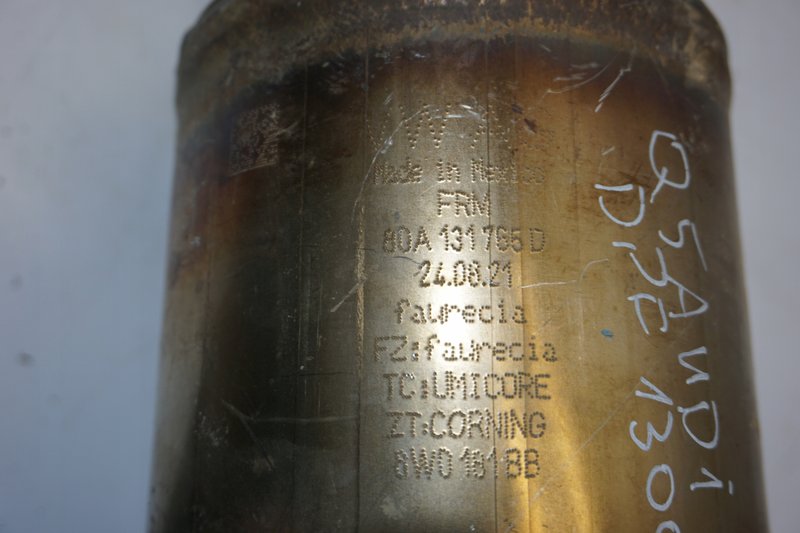 Made in Mexico
FRM
80A 131 765 D
24.08.21
faurecia
FZ:faurecia
TC:UMICORE
ZT:CORNING
8W0 181 BB
Q5 AUDI